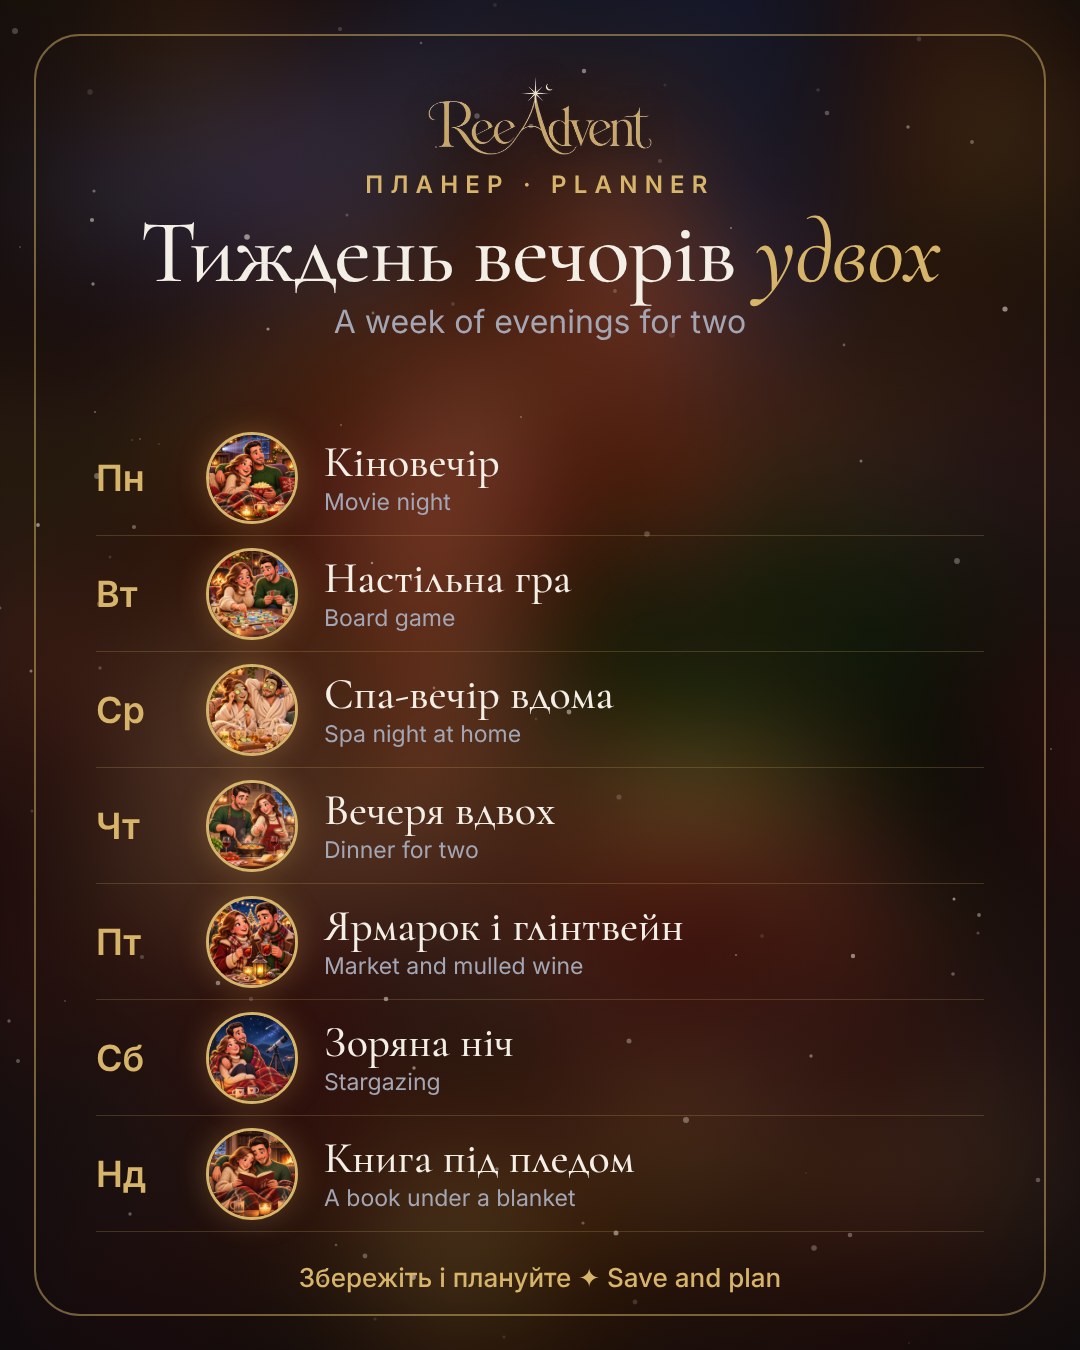 ReeAdvent
ПЛАНЕР · PLANNER
Тиждень вечорів удвох
A week of evenings for two
Пн
Кіновечір
Movie night
Вт
Настільна гра
Board game
Ср
Спа-вечір вдома
Spa night at home
Чт
Вечеря вдвох
Dinner for two
Пт
Ярмарок і глінтвейн
Market and mulled wine
Сб
Зоряна ніч
Stargazing
Нд
Книга під пледом
A book under a blanket
Збережіть і плануйте ✦ Save and plan